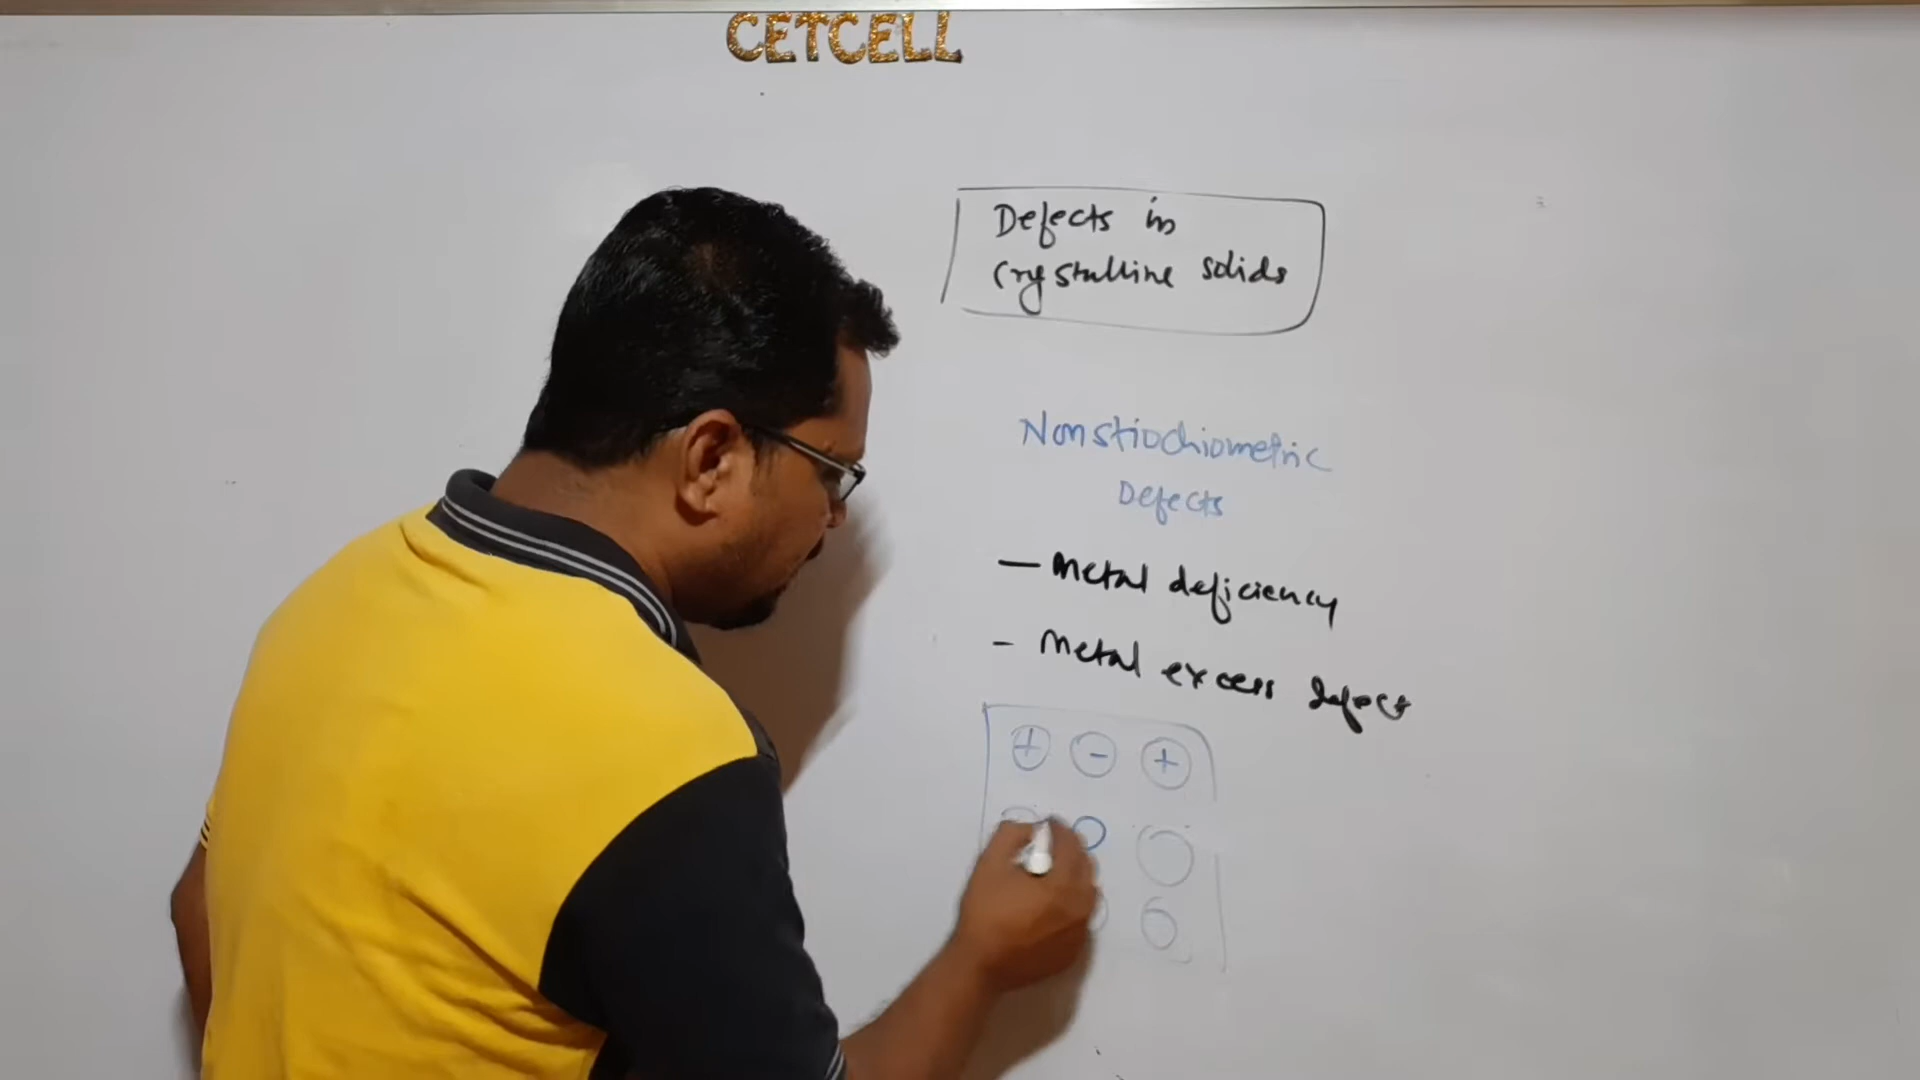 CETCELL
Defects in
Crystalline solids
Nonstiochiometric
Defects
— Metal deficiency
- Metal excess defect
+ - +